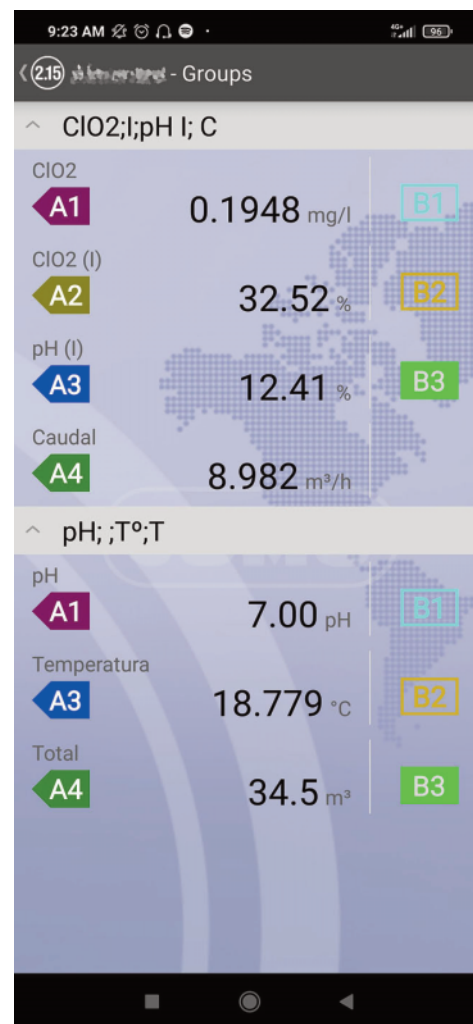 9:23 AM
4G+ 96
2.15 - Groups
ClO2;I;pH I; C
ClO2
A1 0.1948 mg/l B1
ClO2 (I)
A2 32.52 % B2
pH (I)
A3 12.41 % B3
Caudal
A4 8.982 m³/h
pH; ;Tº;T
pH
A1 7.00 pH B1
Temperatura
A3 18.779 °C B2
Total
A4 34.5 m³ B3